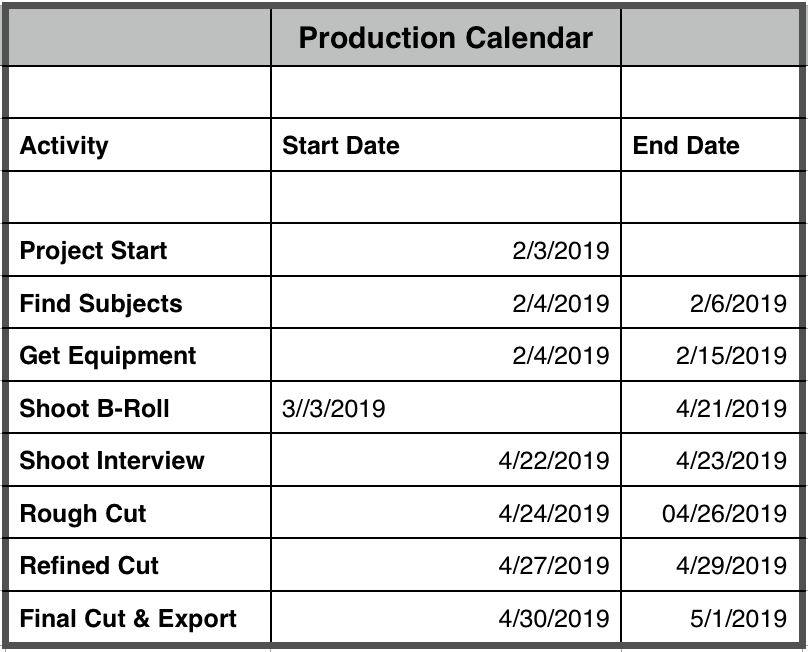 Production Calendar
Activity Start Date End Date
Project Start 2/3/2019
Find Subjects 2/4/2019 2/6/2019
Get Equipment 2/4/2019 2/15/2019
Shoot B-Roll 3//3/2019 4/21/2019
Shoot Interview 4/22/2019 4/23/2019
Rough Cut 4/24/2019 04/26/2019
Refined Cut 4/27/2019 4/29/2019
Final Cut & Export 4/30/2019 5/1/2019